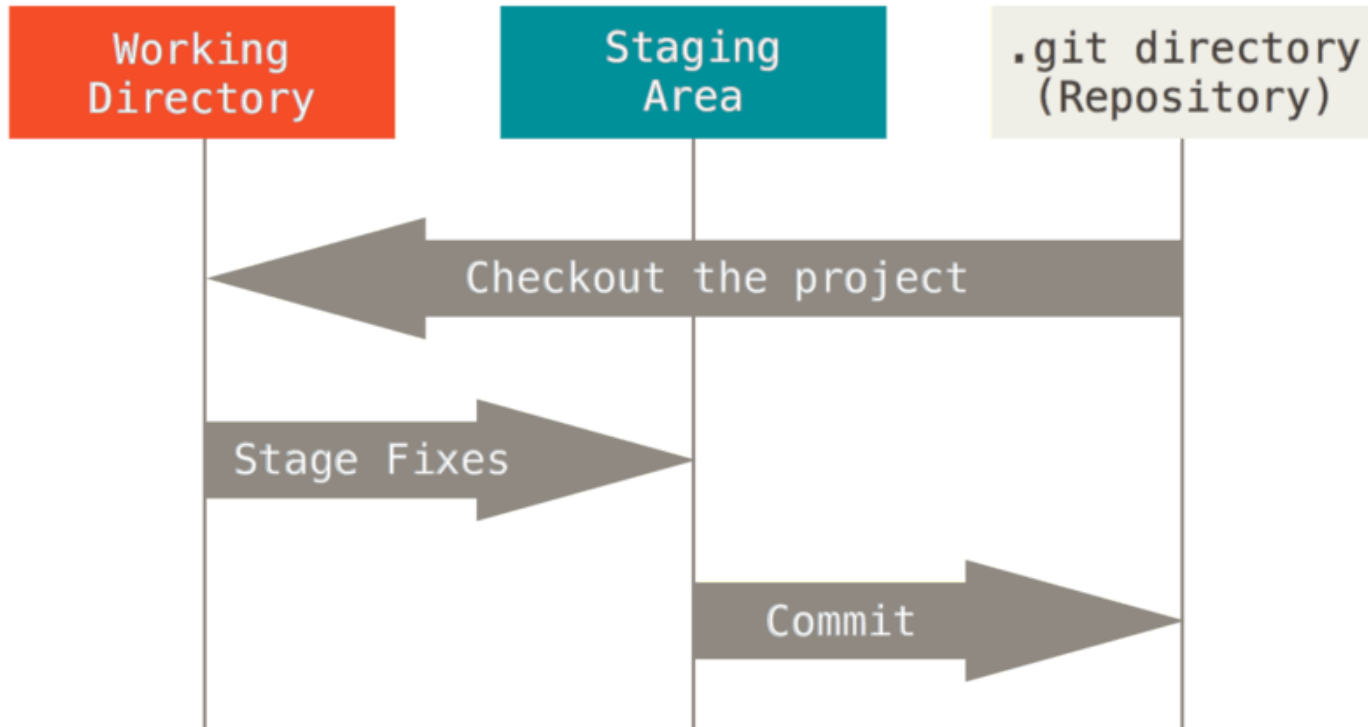 Working
Directory
Staging
Area
.git directory
(Repository)
Checkout the project
Stage Fixes
Commit